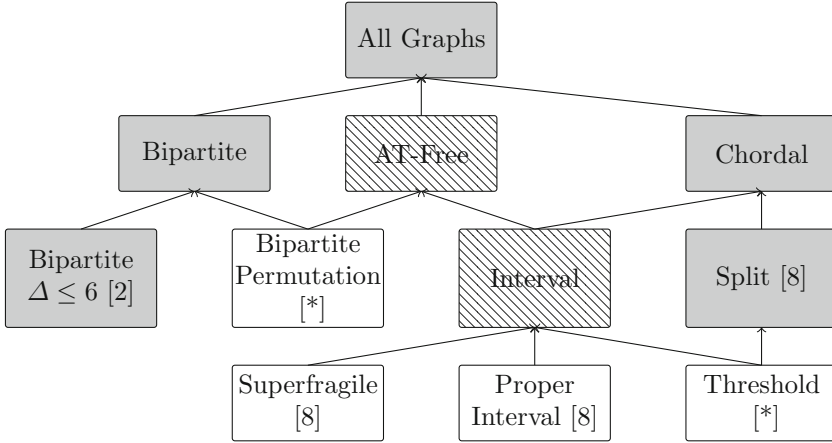 All Graphs
Bipartite
AT-Free
Chordal
Bipartite
Δ ≤ 6 [2]
Bipartite
Permutation
[*]
Interval
Split [8]
Superfragile
[8]
Proper
Interval [8]
Threshold
[*]